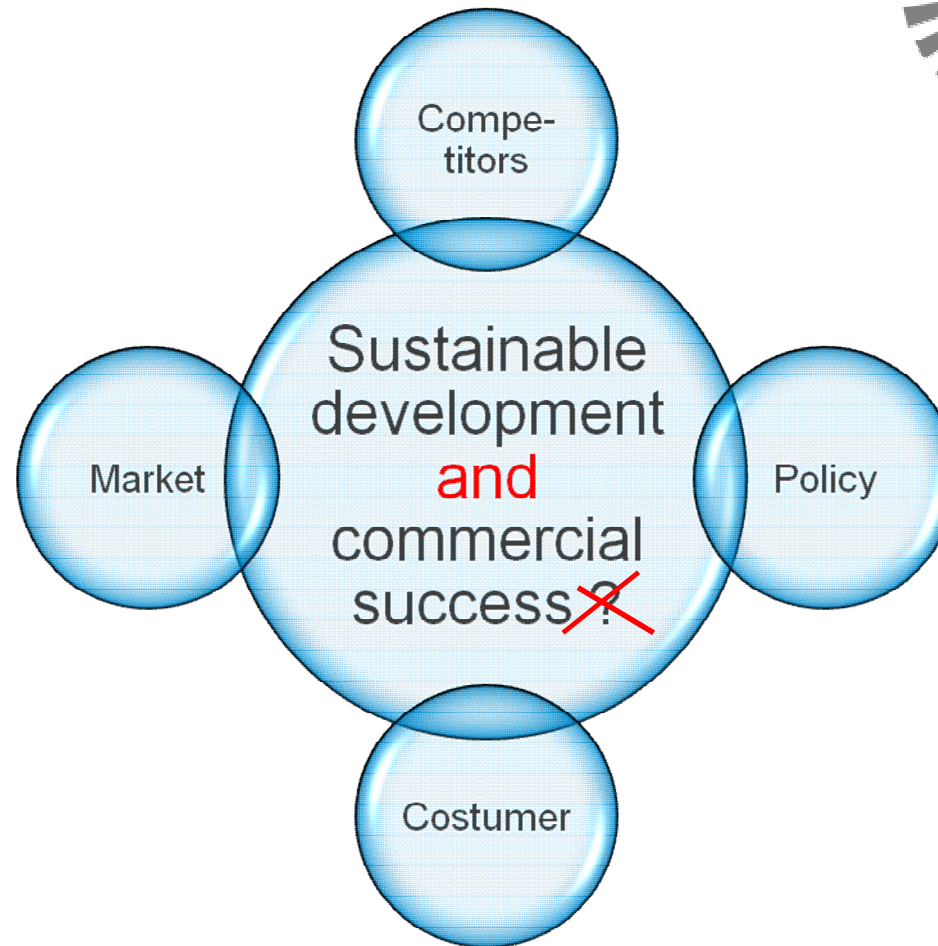 Compe-
titors
Sustainable
development
and
commercial
success ?
Market
Policy
Costumer